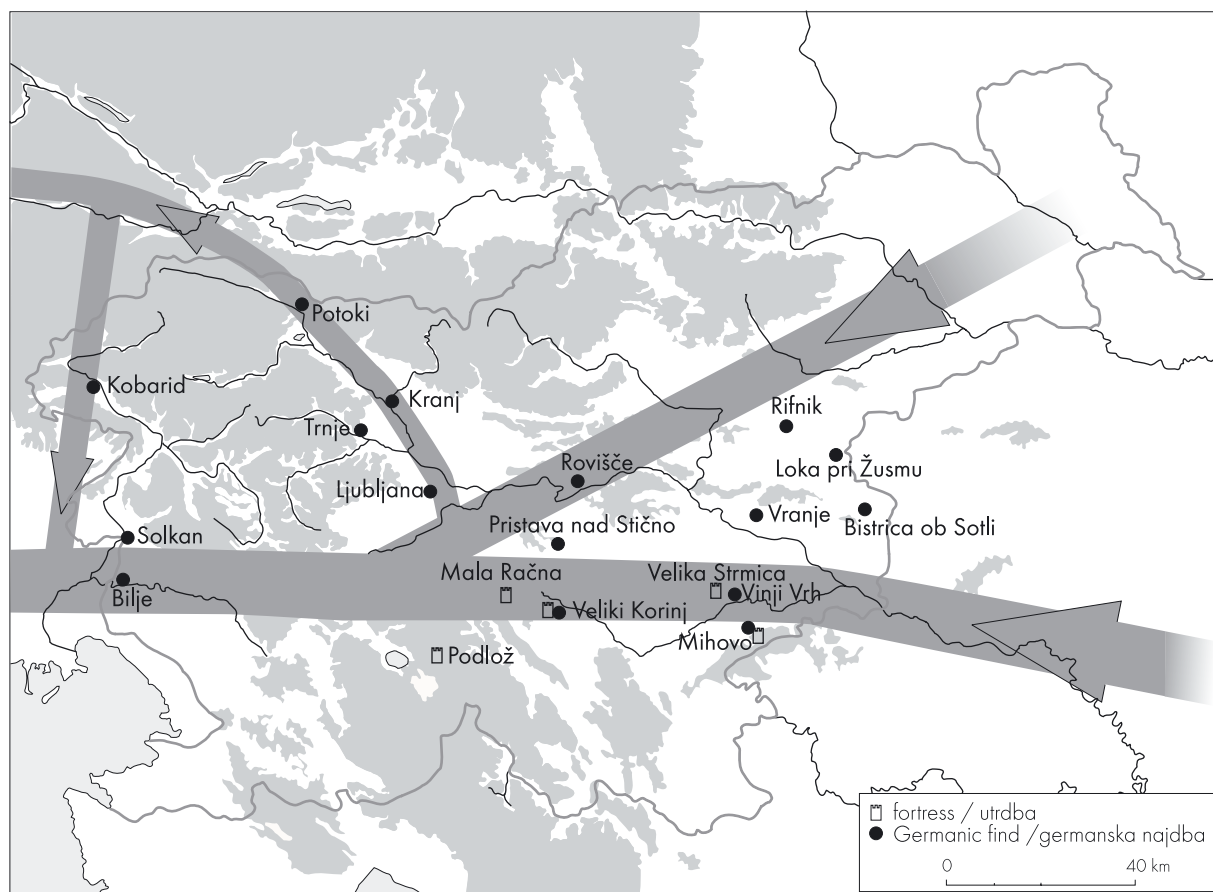 Potoki
Kobarid
Kranj
Rifnik
Trnje
Loka pri Žusmu
Rovišče
Ljubljana
Vranje
Bistrica ob Sotli
Pristava nad Stično
Solkan
Mala Račna
Velika Strmica
Bilje
Vinji Vrh
Veliki Korinj
Mihovo
Podlož
fortress / utrdba
Germanic find /germanska najdba
0 40 km